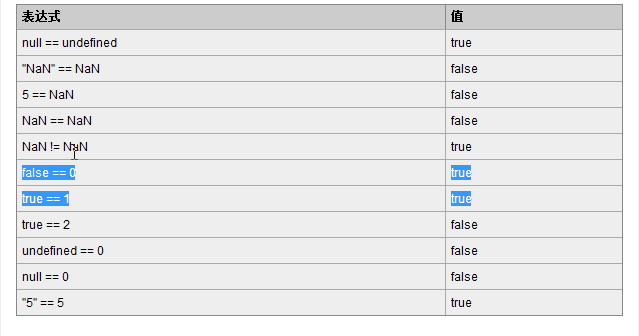 表达式 值
null == undefined true
"NaN" == NaN false
5 == NaN false
NaN == NaN false
NaN != NaN true
false == 0 true
true == 1 true
true == 2 false
undefined == 0 false
null == 0 false
"5" == 5 true